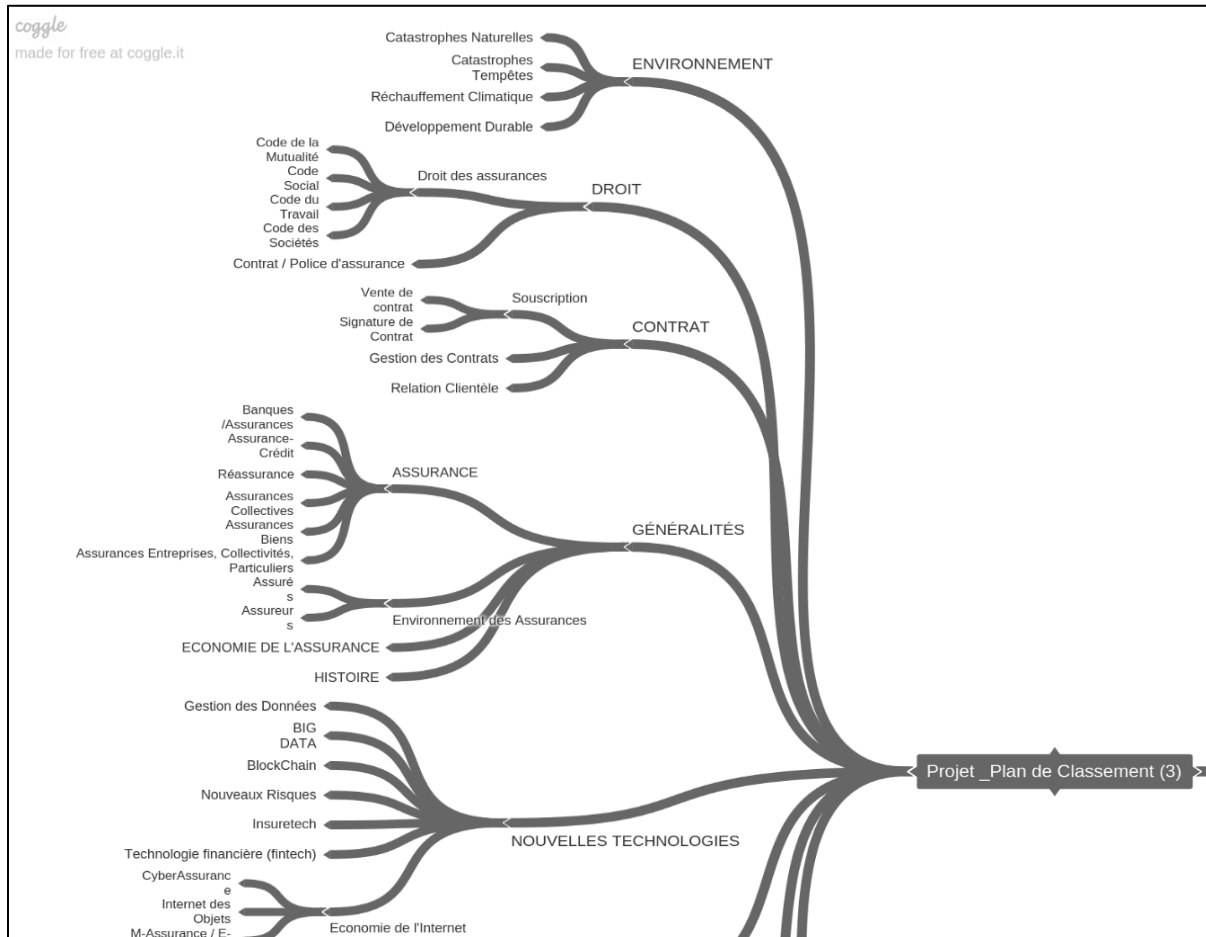 coggle
made for free at coggle.it
Catastrophes Naturelles
Catastrophes
Tempêtes
Réchauffement Climatique
Développement Durable
ENVIRONNEMENT
Code de la
Mutualité
Code
Social
Code du
Travail
Code des
Sociétés
Droit des assurances
Contrat / Police d'assurance
DROIT
Vente de
contrat
Signature de
Contrat
Souscription
Gestion des Contrats
Relation Clientèle
CONTRAT
Banques
/Assurances
Assurance-
Crédit
Réassurance
Assurances
Collectives
Assurances
Biens
Assurances Entreprises, Collectivités,
Particuliers
ASSURANCE
Assuré
s
Assureur
s
Environnement des Assurances
ECONOMIE DE L'ASSURANCE
HISTOIRE
GÉNÉRALITÉS
Gestion des Données
BIG
DATA
BlockChain
Nouveaux Risques
Insuretech
Technologie financière (fintech)
CyberAssuranc
e
Internet des
Objets
M-Assurance / E-
Economie de l'Internet
NOUVELLES TECHNOLOGIES
Projet _Plan de Classement (3)